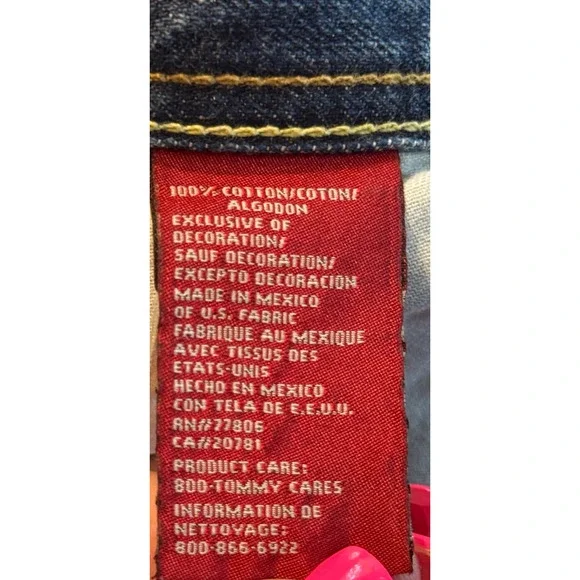 100% COTTON/COTON/
ALGODON
EXCLUSIVE OF
DECORATION/
SAUF DECORATION/
EXCEPTO DECORACION
MADE IN MEXICO
OF U.S. FABRIC
FABRIQUE AU MEXIQUE
AVEC TISSUS DES
ETATS-UNIS
HECHO EN MEXICO
CON TELA DE E.E.U.U.
RN#77806
CA#20781
PRODUCT CARE:
800-TOMMY CARES
INFORMATION DE
NETTOYAGE:
800-866-6922